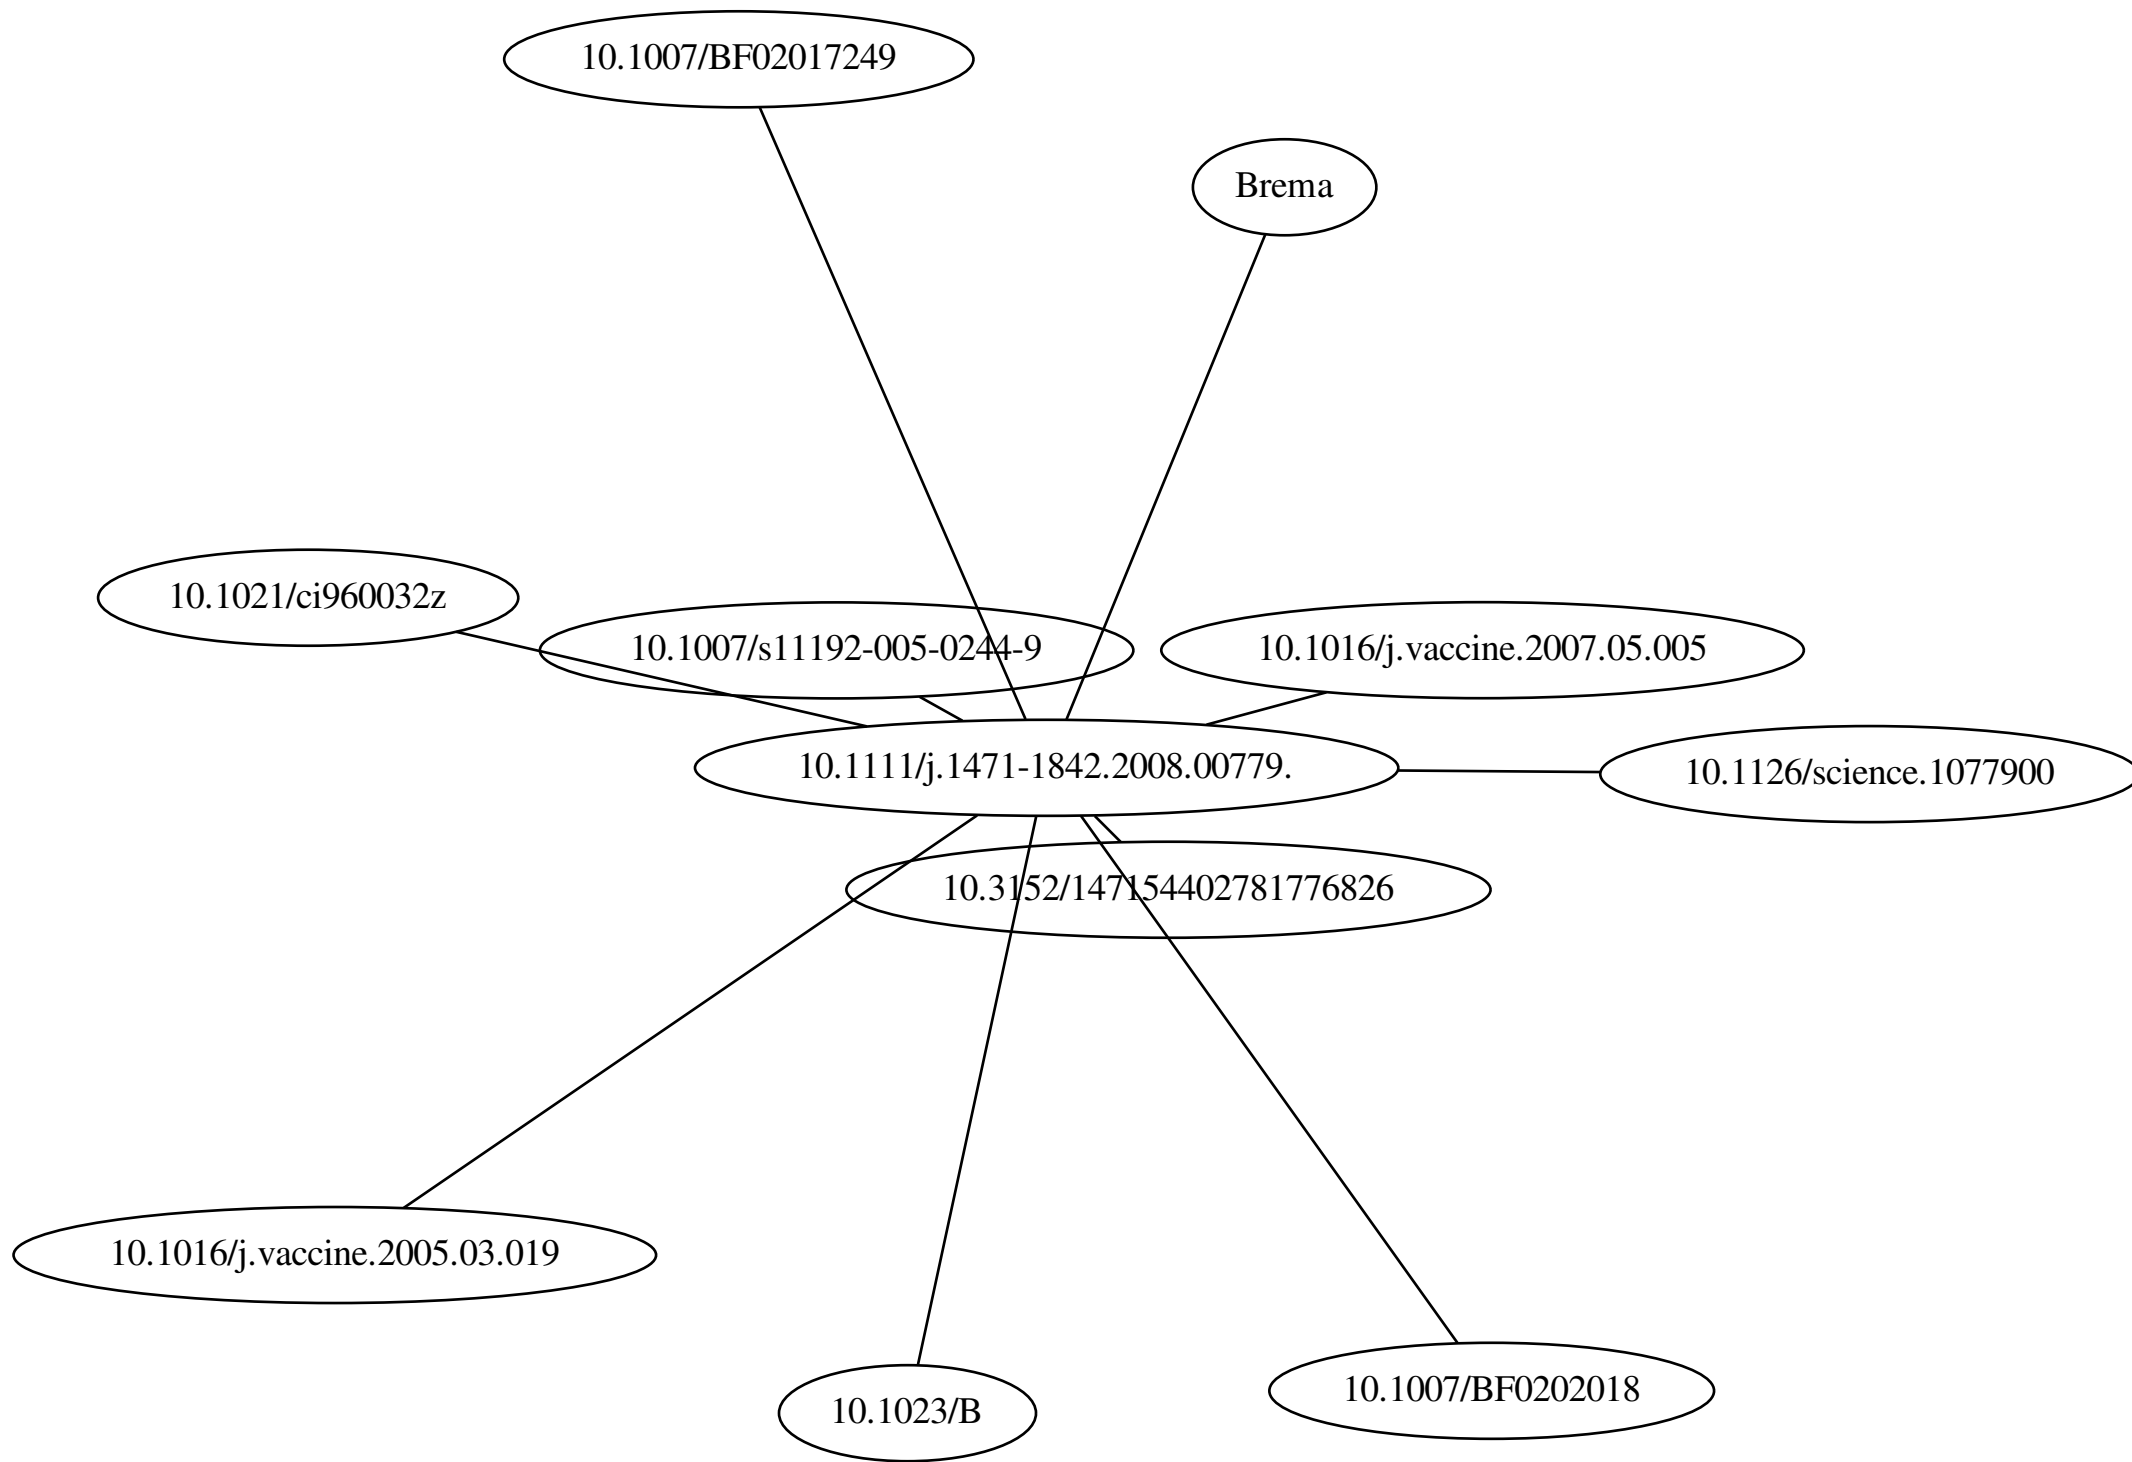 10.1007/BF02017249
Brema
10.1021/ci960032z
10.1007/s11192-005-0244-9
10.1016/j.vaccine.2007.05.005
10.1111/j.1471-1842.2008.00779.
10.1126/science.1077900
10.3152/147154402781776826
10.1016/j.vaccine.2005.03.019
10.1023/B
10.1007/BF0202018